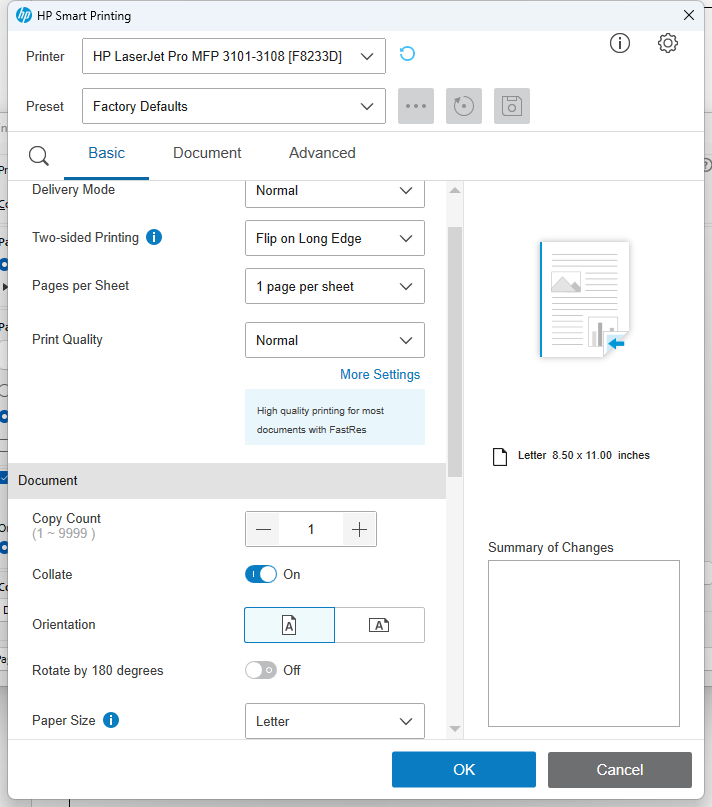 HP Smart Printing
Printer
HP LaserJet Pro MFP 3101-3108 [F8233D]
Preset
Factory Defaults
Basic
Document
Advanced
Delivery Mode
Normal
Two-sided Printing
Flip on Long Edge
Pages per Sheet
1 page per sheet
Print Quality
Normal
More Settings
High quality printing for most
documents with FastRes
Letter 8.50 x 11.00 inches
Document
Copy Count
(1 ~ 9999 )
1
Collate
On
Summary of Changes
Orientation
A
A
Rotate by 180 degrees
Off
Paper Size
Letter
OK
Cancel